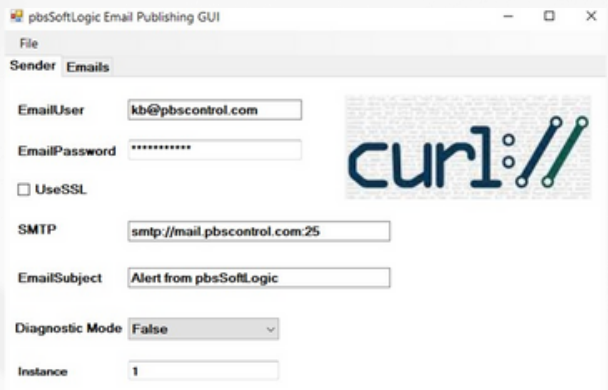 pbsSoftLogic Email Publishing GUI
File
Sender Emails
EmailUser kb@pbscontrol.com
EmailPassword ***********
UseSSL
curl://
SMTP smtp://mail.pbscontrol.com:25
EmailSubject Alert from pbsSoftLogic
Diagnostic Mode False
Instance 1